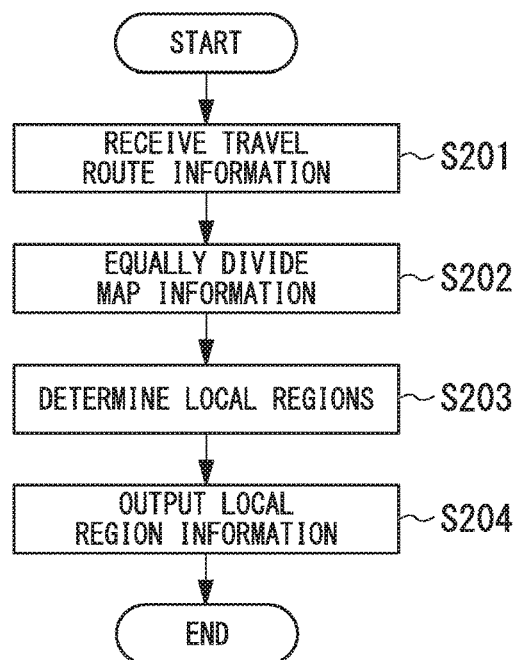 START
RECEIVE TRAVEL
ROUTE INFORMATION
S201
EQUALLY DIVIDE
MAP INFORMATION
S202
DETERMINE LOCAL REGIONS
S203
OUTPUT LOCAL
REGION INFORMATION
S204
END